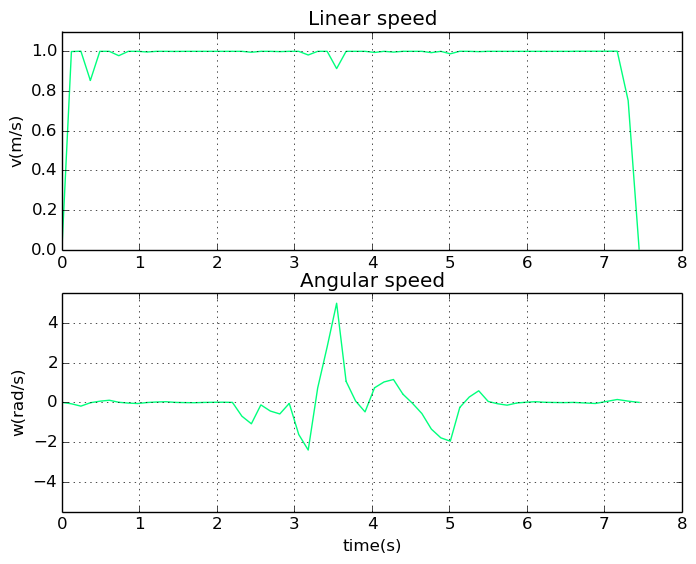 Linear speed
v(m/s)
1.0
0.8
0.6
0.4
0.2
0.0
0 1 2 3 4 5 6 7 8
Angular speed
w(rad/s)
4
2
0
−2
−4
0 1 2 3 4 5 6 7 8
time(s)